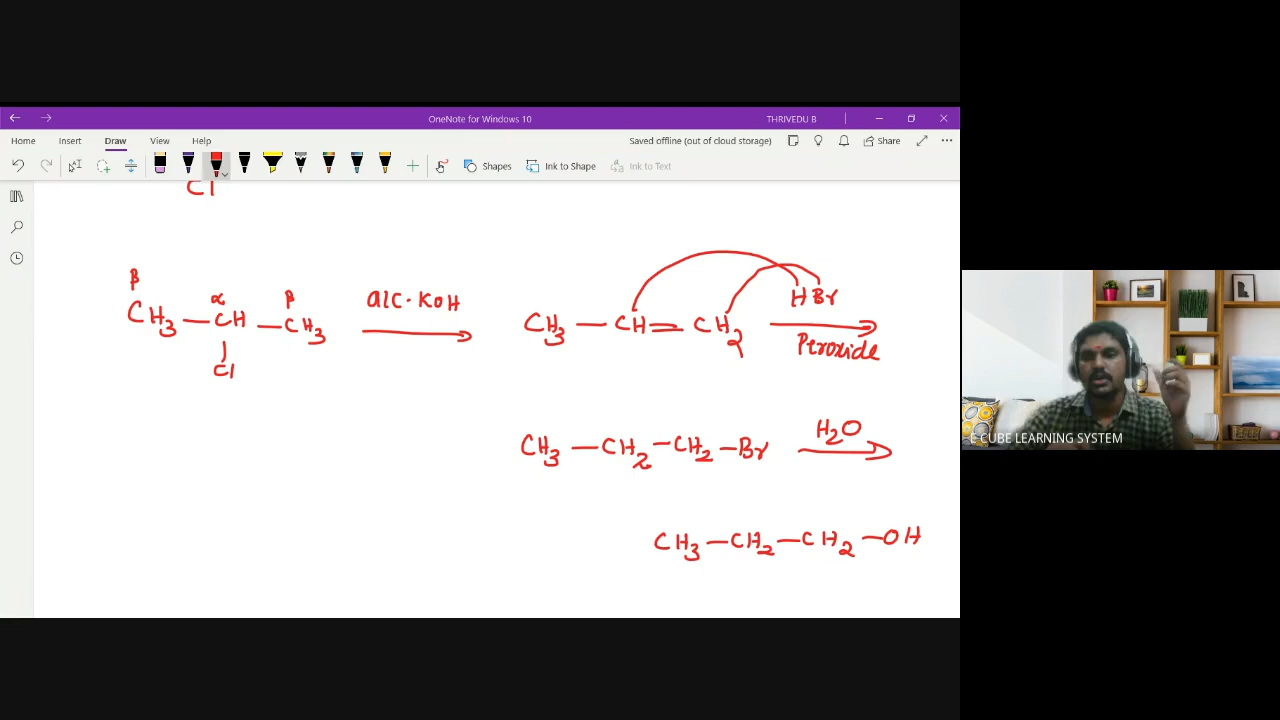 OneNote for Windows 10
THRIVEDU B
Home Insert Draw View Help
Saved offline (out of cloud storage)
Share
Shapes
Ink to Shape
Ink to Text
Cl
β α β
CH3 — CH — CH3
Cl
alc. KOH
CH3 — CH = CH2
HBr
Peroxide
CH3 — CH2 — CH2 — Br
H2O
CH3 — CH2 — CH2 — OH
E CUBE LEARNING SYSTEM